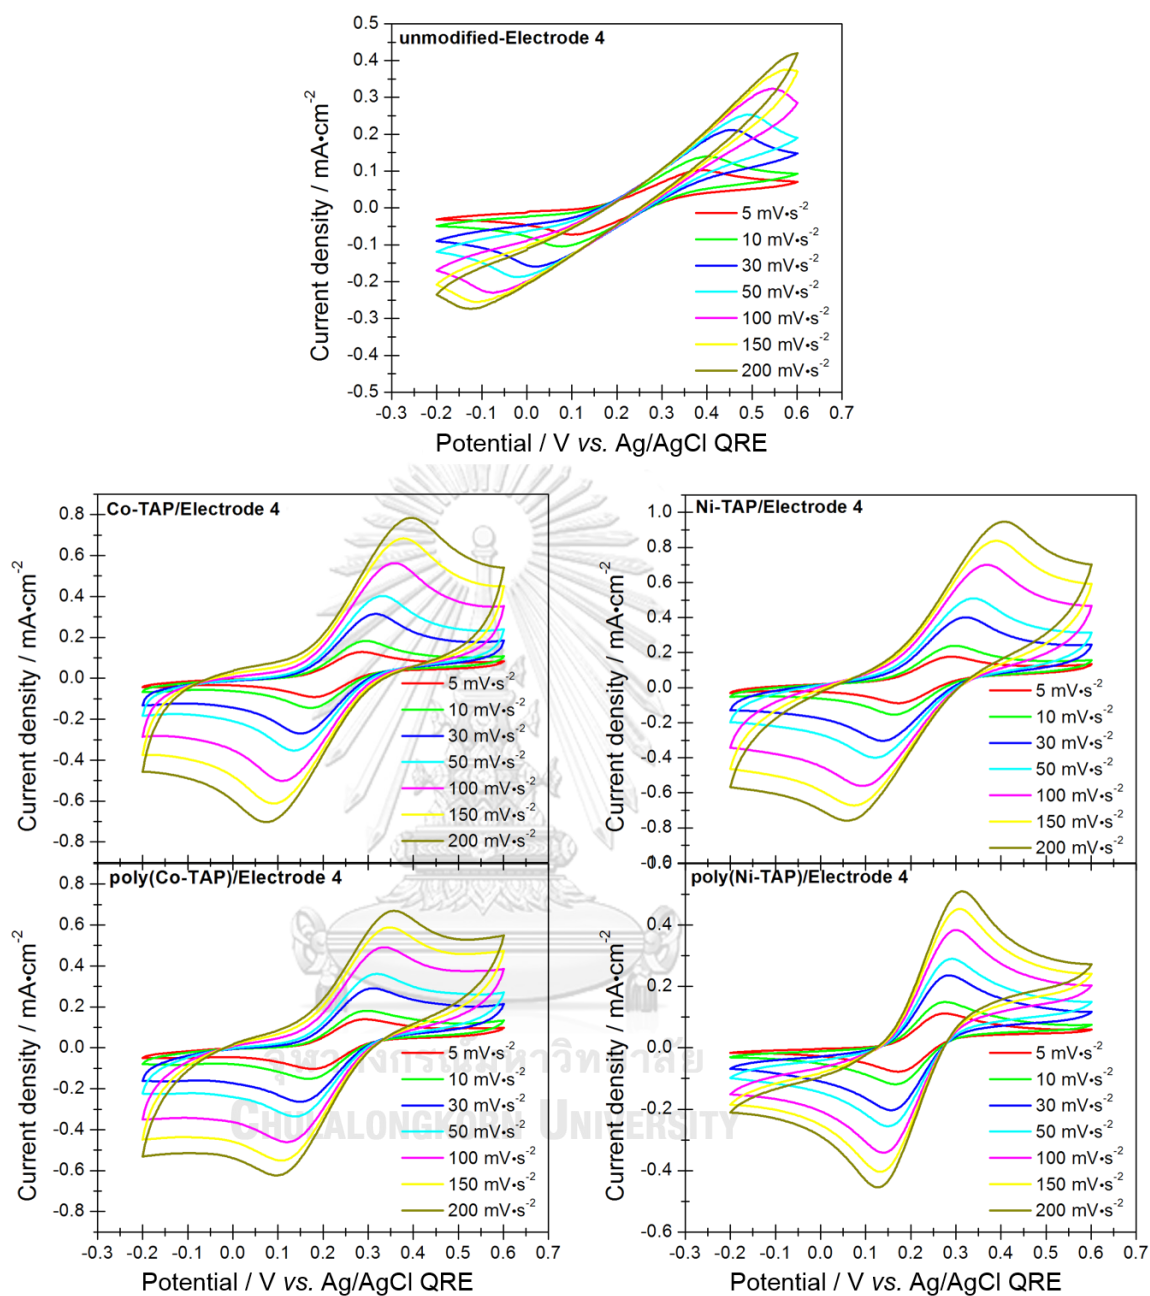 unmodified-Electrode 4
0.5
0.4
0.3
0.2
0.1
0.0
-0.1
-0.2
-0.3
-0.4
-0.5
Current density / mA•cm-2
5 mV•s-2
10 mV•s-2
30 mV•s-2
50 mV•s-2
100 mV•s-2
150 mV•s-2
200 mV•s-2
-0.3 -0.2 -0.1 0.0 0.1 0.2 0.3 0.4 0.5 0.6 0.7
Potential / V vs. Ag/AgCl QRE
Co-TAP/Electrode 4
0.8
0.6
0.4
0.2
0.0
-0.2
-0.4
-0.6
-0.8
Current density / mA•cm-2
5 mV•s-2
10 mV•s-2
30 mV•s-2
50 mV•s-2
100 mV•s-2
150 mV•s-2
200 mV•s-2
Ni-TAP/Electrode 4
1.0
0.8
0.6
0.4
0.2
0.0
-0.2
-0.4
-0.6
-0.8
Current density / mA•cm-2
5 mV•s-2
10 mV•s-2
30 mV•s-2
50 mV•s-2
100 mV•s-2
150 mV•s-2
200 mV•s-2
poly(Co-TAP)/Electrode 4
0.8
0.6
0.4
0.2
0.0
-0.2
-0.4
-0.6
-0.8
Current density / mA•cm-2
5 mV•s-2
10 mV•s-2
30 mV•s-2
50 mV•s-2
100 mV•s-2
150 mV•s-2
200 mV•s-2
-0.3 -0.2 -0.1 0.0 0.1 0.2 0.3 0.4 0.5 0.6 0.7
Potential / V vs. Ag/AgCl QRE
poly(Ni-TAP)/Electrode 4
0.4
0.2
0.0
-0.2
-0.4
-0.6
Current density / mA•cm-2
5 mV•s-2
10 mV•s-2
30 mV•s-2
50 mV•s-2
100 mV•s-2
150 mV•s-2
200 mV•s-2
-0.3 -0.2 -0.1 0.0 0.1 0.2 0.3 0.4 0.5 0.6 0.7
Potential / V vs. Ag/AgCl QRE
จุฬาลงกรณ์มหาวิทยาลัย
CHULALONGKORN UNIVERSITY